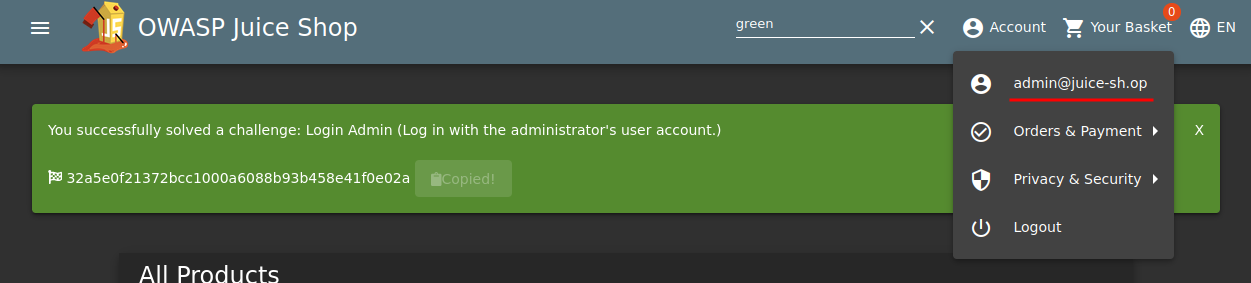 OWASP Juice Shop
green
Account
0
Your Basket
EN
admin@juice-sh.op
You successfully solved a challenge: Login Admin (Log in with the administrator's user account.)
X
Orders & Payment
32a5e0f21372bcc1000a6088b93b458e41f0e02a
Copied!
Privacy & Security
Logout
All Products